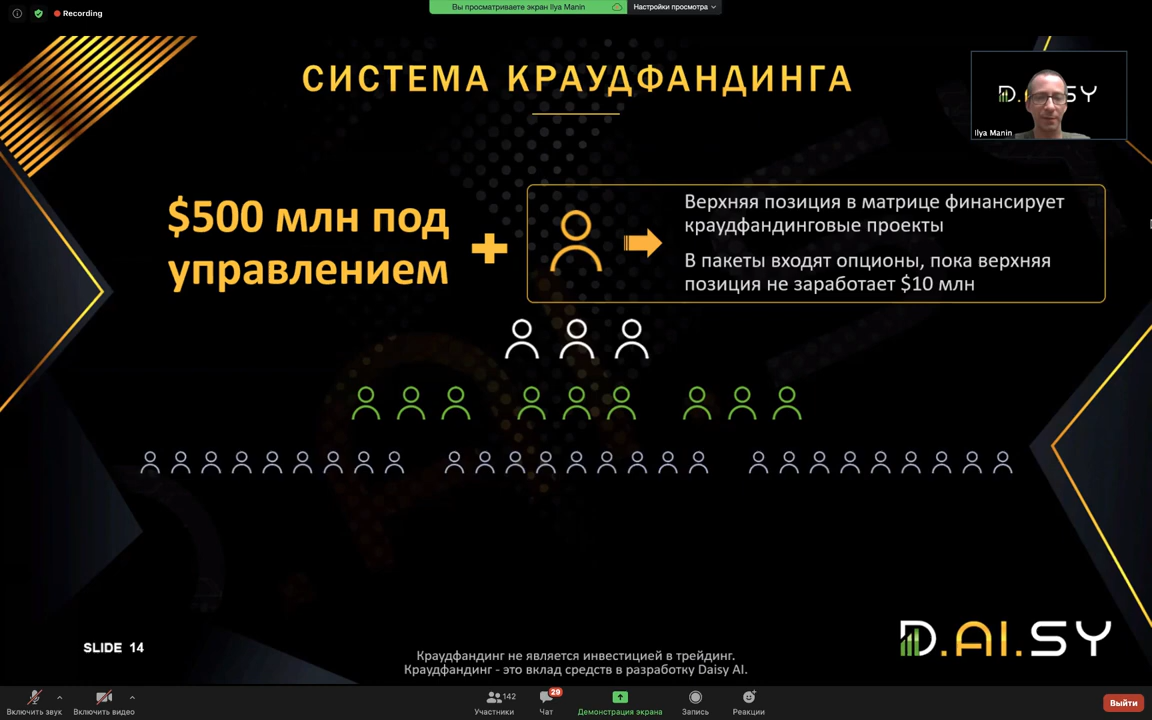 Recording
Вы просматриваете экран Ilya Manin
Настройки просмотра
СИСТЕМА КРАУДФАНДИНГА
D.AI.SY
Ilya Manin
$500 млн под
управлением
Верхняя позиция в матрице финансирует
краудфандинговые проекты
В пакеты входят опционы, пока верхняя
позиция не заработает $10 млн
SLIDE 14
D.AI.SY
Краудфандинг не является инвестицией в трейдинг.
Краудфандинг - это вклад средств в разработку Daisy AI.
Включить звук
Включить видео
142
Участники
29
Чат
Демонстрация экрана
Запись
Реакции
Выйти